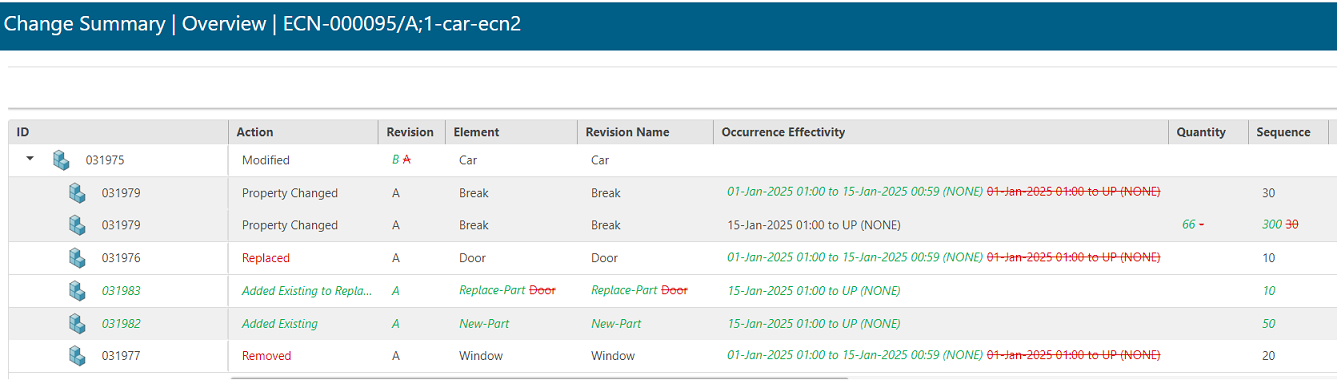 Change Summary | Overview | ECN-000095/A;1-car-ecn2
ID Action Revision Element Revision Name Occurrence Effectivity Quantity Sequence
031975 Modified B A Car Car
031979 Property Changed A Break Break 01-Jan-2025 01:00 to 15-Jan-2025 00:59 (NONE) 01-Jan-2025 01:00 to UP (NONE) 30
031979 Property Changed A Break Break 15-Jan-2025 01:00 to UP (NONE) 66 - 300 30
031976 Replaced A Door Door 01-Jan-2025 01:00 to 15-Jan-2025 00:59 (NONE) 01-Jan-2025 01:00 to UP (NONE) 10
031983 Added Existing to Repla... A Replace-Part Door Replace-Part Door 15-Jan-2025 01:00 to UP (NONE) 10
031982 Added Existing A New-Part New-Part 15-Jan-2025 01:00 to UP (NONE) 50
031977 Removed A Window Window 01-Jan-2025 01:00 to 15-Jan-2025 00:59 (NONE) 01-Jan-2025 01:00 to UP (NONE) 20